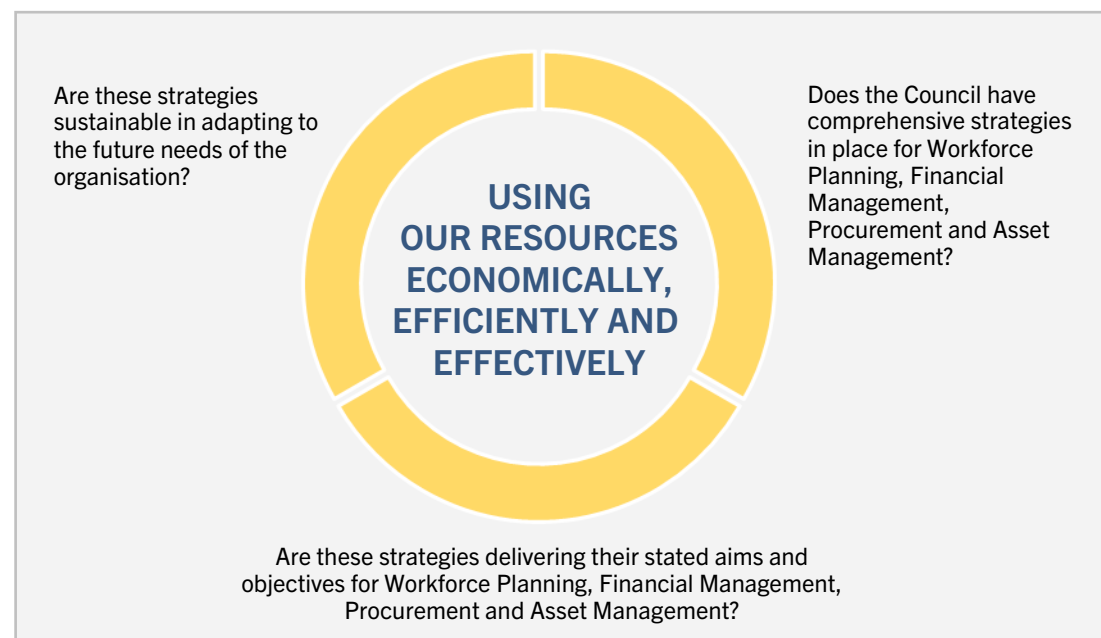 Are these strategies
sustainable in adapting to
the future needs of the
organisation?
Does the Council have
comprehensive strategies
in place for Workforce
Planning, Financial
Management,
Procurement and Asset
Management?
USING
OUR RESOURCES
ECONOMICALLY,
EFFICIENTLY AND
EFFECTIVELY
Are these strategies delivering their stated aims and
objectives for Workforce Planning, Financial Management,
Procurement and Asset Management?